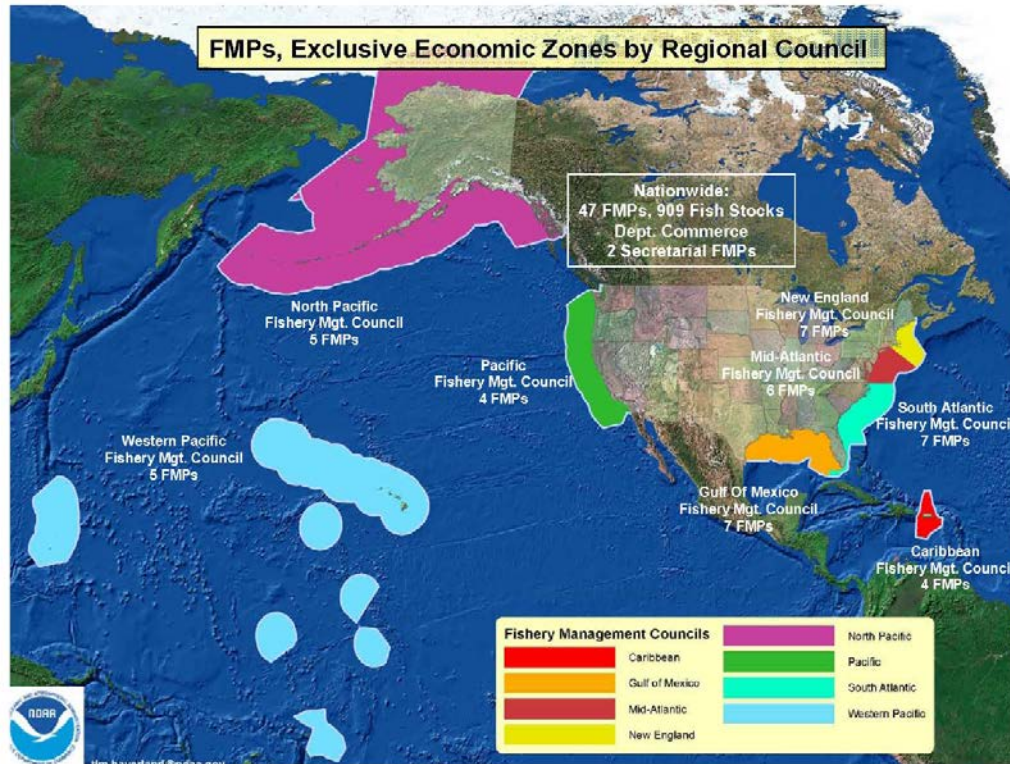 FMPs, Exclusive Economic Zones by Regional Council
Nationwide:
47 FMPs, 909 Fish Stocks
Dept. Commerce
2 Secretarial FMPs
North Pacific
Fishery Mgt. Council
5 FMPs
New England
Fishery Mgt. Council
7 FMPs
Pacific
Fishery Mgt. Council
4 FMPs
Mid-Atlantic
Fishery Mgt. Council
6 FMPs
South Atlantic
Fishery Mgt. Council
7 FMPs
Western Pacific
Fishery Mgt. Council
5 FMPs
Gulf Of Mexico
Fishery Mgt. Council
7 FMPs
Caribbean
Fishery Mgt. Council
4 FMPs
Fishery Management Councils
Caribbean
Gulf of Mexico
Mid-Atlantic
New England
North Pacific
Pacific
South Atlantic
Western Pacific
NOAA